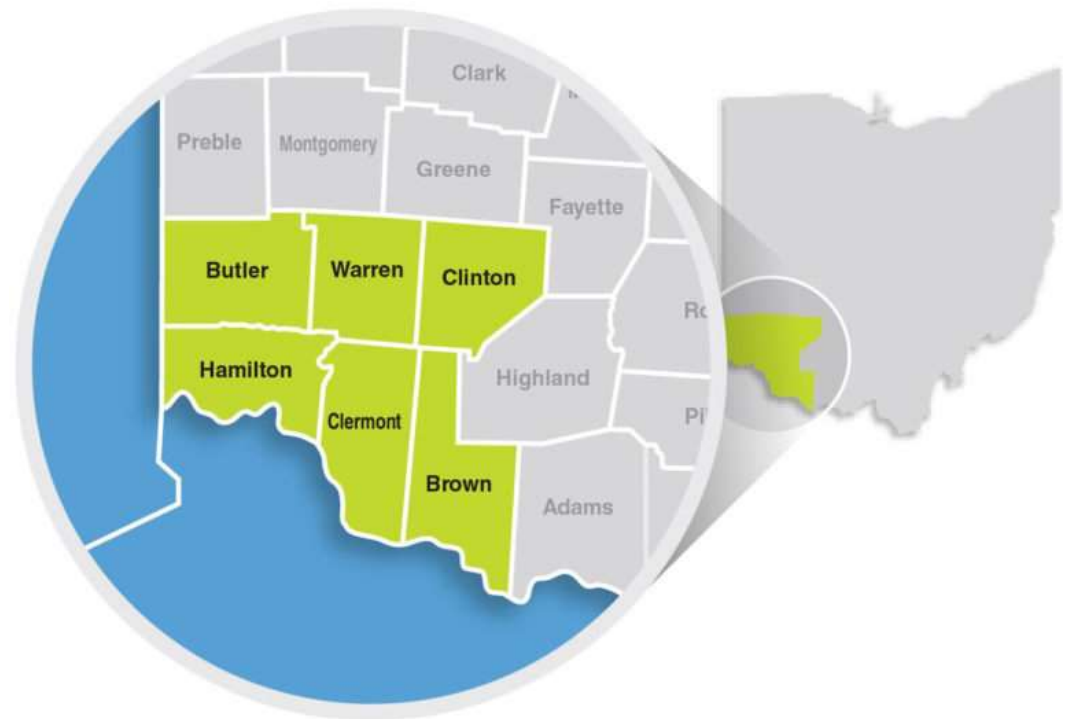 Clark
Preble
Montgomery
Greene
Fayette
Butler
Warren
Clinton
Hamilton
Highland
Clermont
Brown
Adams